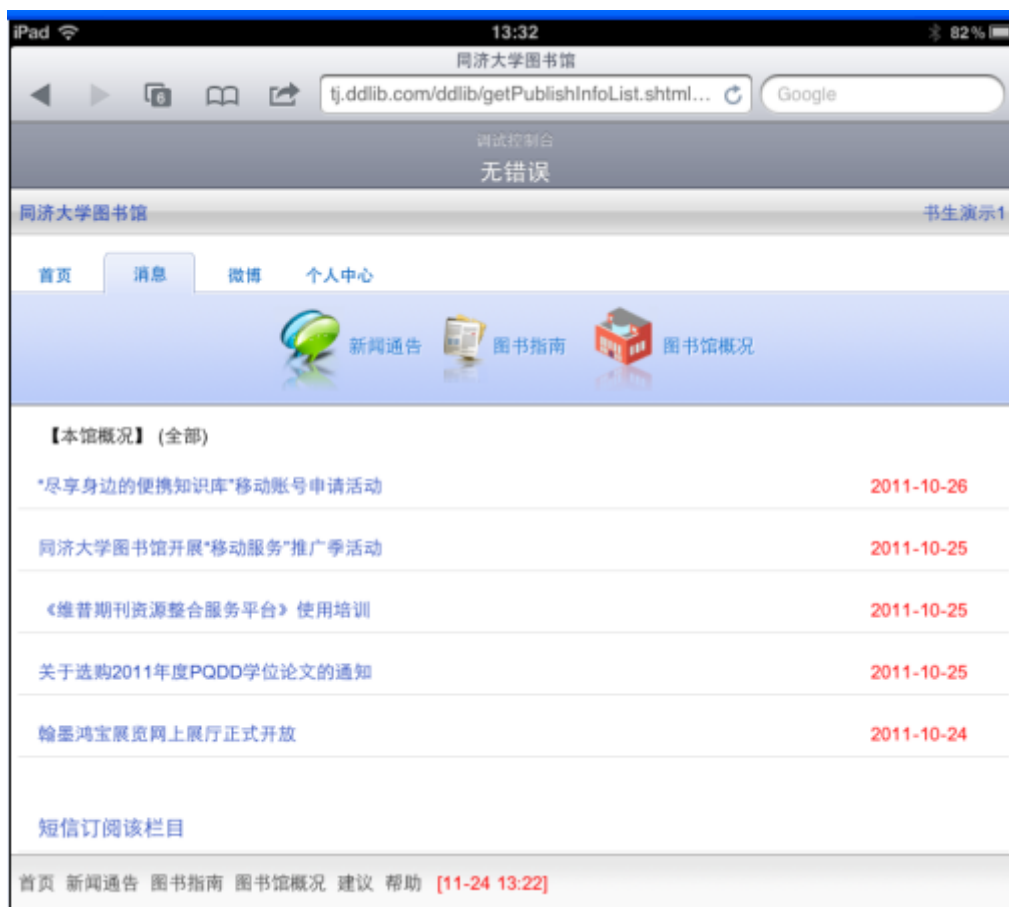 iPad 13:32 82%
同济大学图书馆
6 tj.ddlib.com/ddlib/getPublishInfoList.shtml... Google
调试控制台
无错误
同济大学图书馆 书生演示1
首页 消息 微博 个人中心
新闻通告 图书指南 图书馆概况
【本馆概况】 (全部)
"尽享身边的便携知识库"移动账号申请活动 2011-10-26
同济大学图书馆开展"移动服务"推广季活动 2011-10-25
《维普期刊资源整合服务平台》使用培训 2011-10-25
关于选购2011年度PQDD学位论文的通知 2011-10-25
翰墨鸿宝展览网上展厅正式开放 2011-10-24
短信订阅该栏目
首页 新闻通告 图书指南 图书馆概况 建议 帮助 [11-24 13:22]